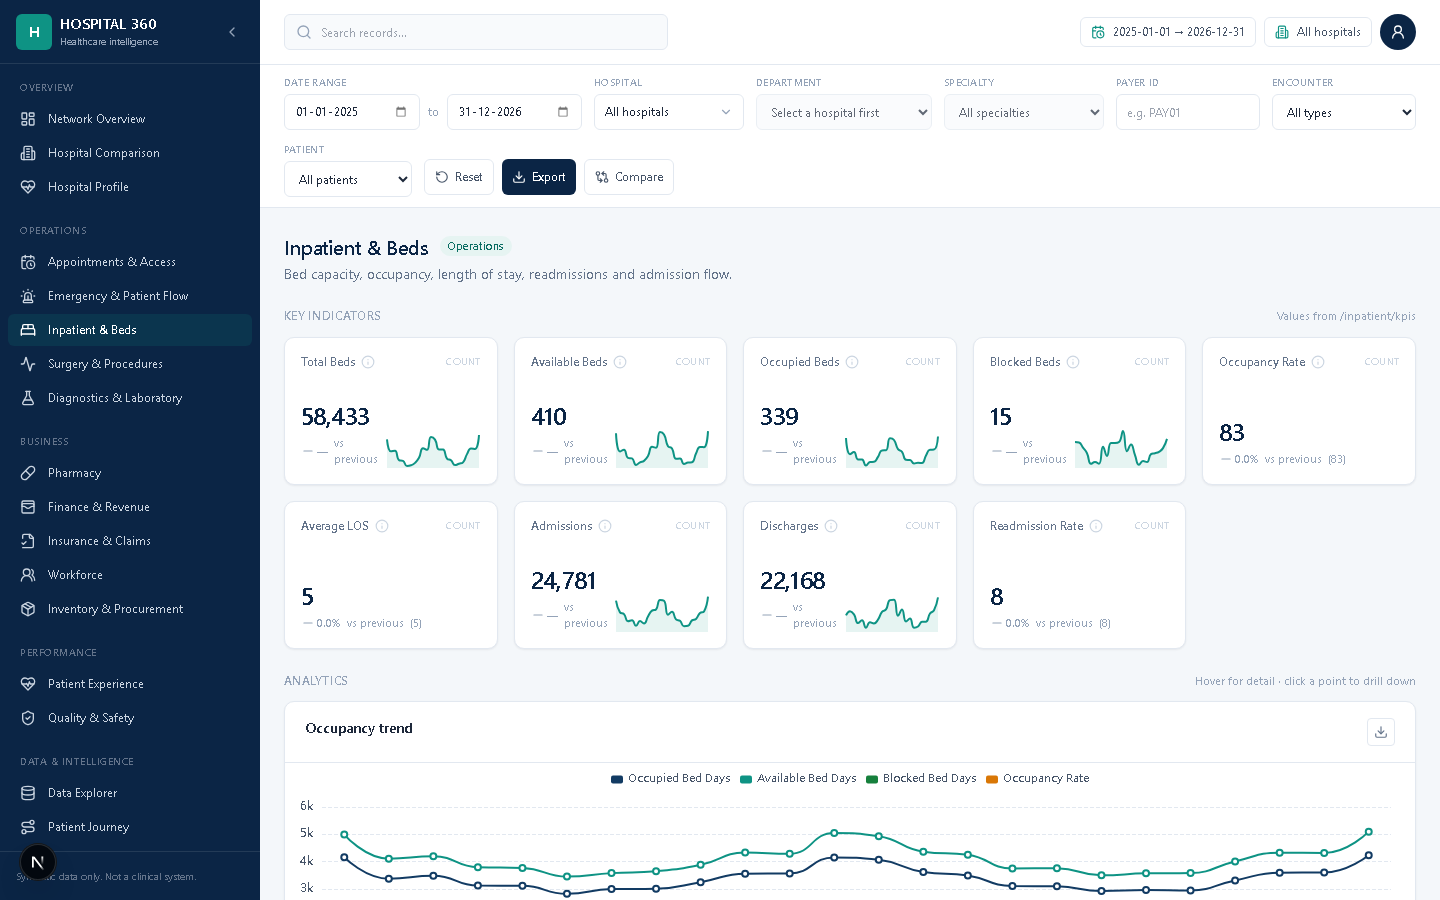 H HOSPITAL 360
Healthcare intelligence
OVERVIEW
Network Overview
Hospital Comparison
Hospital Profile
OPERATIONS
Appointments & Access
Emergency & Patient Flow
Inpatient & Beds
Surgery & Procedures
Diagnostics & Laboratory
BUSINESS
Pharmacy
Finance & Revenue
Insurance & Claims
Workforce
Inventory & Procurement
PERFORMANCE
Patient Experience
Quality & Safety
DATA & INTELLIGENCE
Data Explorer
Patient Journey
N
data only. Not a clinical system.
Search records...
2025-01-01 → 2026-12-31
All hospitals
DATE RANGE HOSPITAL DEPARTMENT SPECIALTY PAYER ID ENCOUNTER
01-01-2025 to 31-12-2026 All hospitals Select a hospital first All specialties e.g. PAY01 All types
PATIENT
All patients Reset Export Compare
Inpatient & Beds Operations
Bed capacity, occupancy, length of stay, readmissions and admission flow.
KEY INDICATORS Values from /inpatient/kpis
Total Beds COUNT
58,433
— — vs previous
Available Beds COUNT
410
— — vs previous
Occupied Beds COUNT
339
— — vs previous
Blocked Beds COUNT
15
— — vs previous
Occupancy Rate COUNT
83
— 0.0% vs previous (83)
Average LOS COUNT
5
— 0.0% vs previous (5)
Admissions COUNT
24,781
— — vs previous
Discharges COUNT
22,168
— — vs previous
Readmission Rate COUNT
8
— 0.0% vs previous (8)
ANALYTICS Hover for detail · click a point to drill down
Occupancy trend
Occupied Bed Days Available Bed Days Blocked Bed Days Occupancy Rate
6k
5k
4k
3k